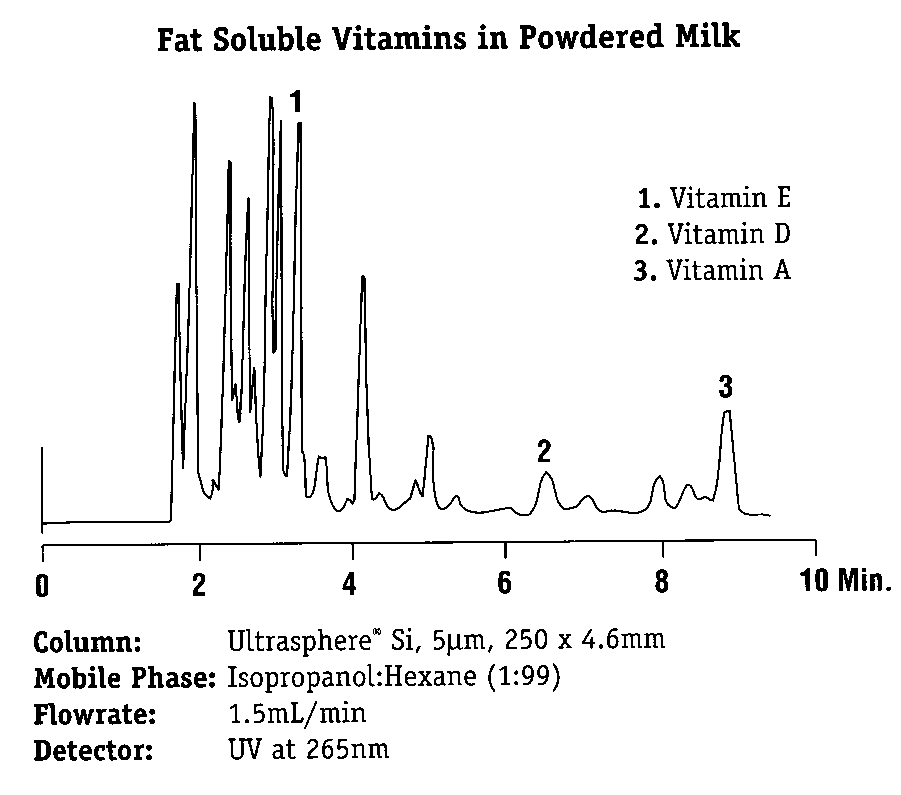 Fat Soluble Vitamins in Powdered Milk
1
1. Vitamin E
2. Vitamin D
3. Vitamin A
3
2
0 2 4 6 8 10 Min.
Column: Ultrasphere® Si, 5µm, 250 x 4.6mm
Mobile Phase: Isopropanol:Hexane (1:99)
Flowrate: 1.5mL/min
Detector: UV at 265nm